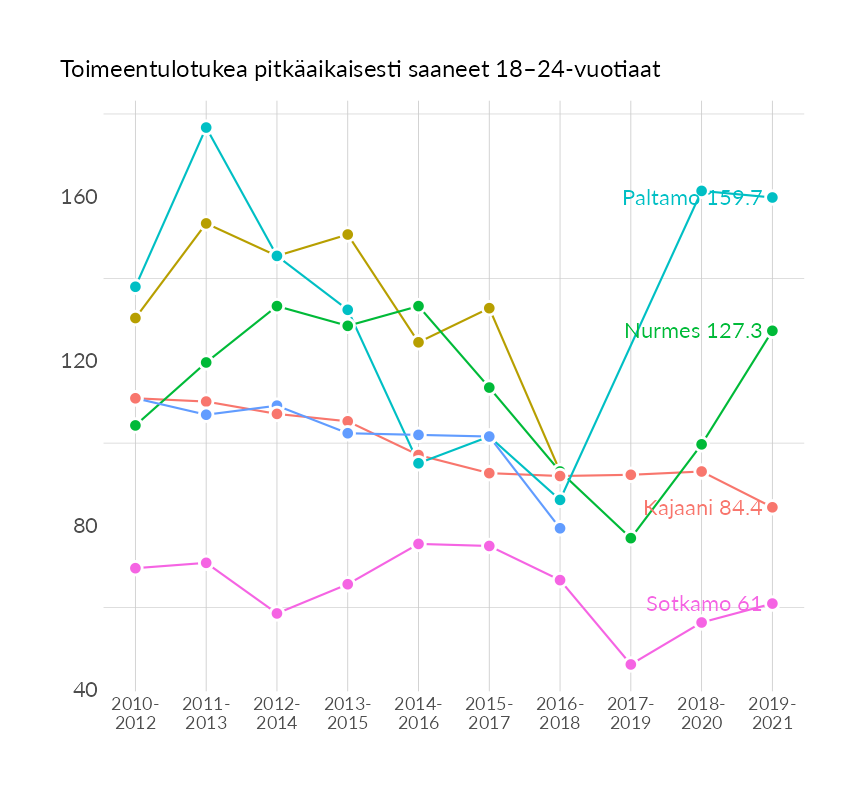 Toimeentulotukea pitkäaikaisesti saaneet 18–24-vuotiaat
160
Paltamo 159.7
Nurmes 127.3
120
80
Kajaani 84.4
Sotkamo 61
40
2010- 2011- 2012- 2013- 2014- 2015- 2016- 2017- 2018- 2019-
2012 2013 2014 2015 2016 2017 2018 2019 2020 2021